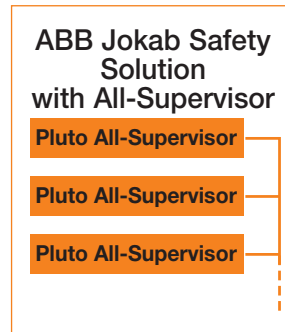 ABB Jokab Safety
Solution
with All-Supervisor
Pluto All-Supervisor
Pluto All-Supervisor
Pluto All-Supervisor